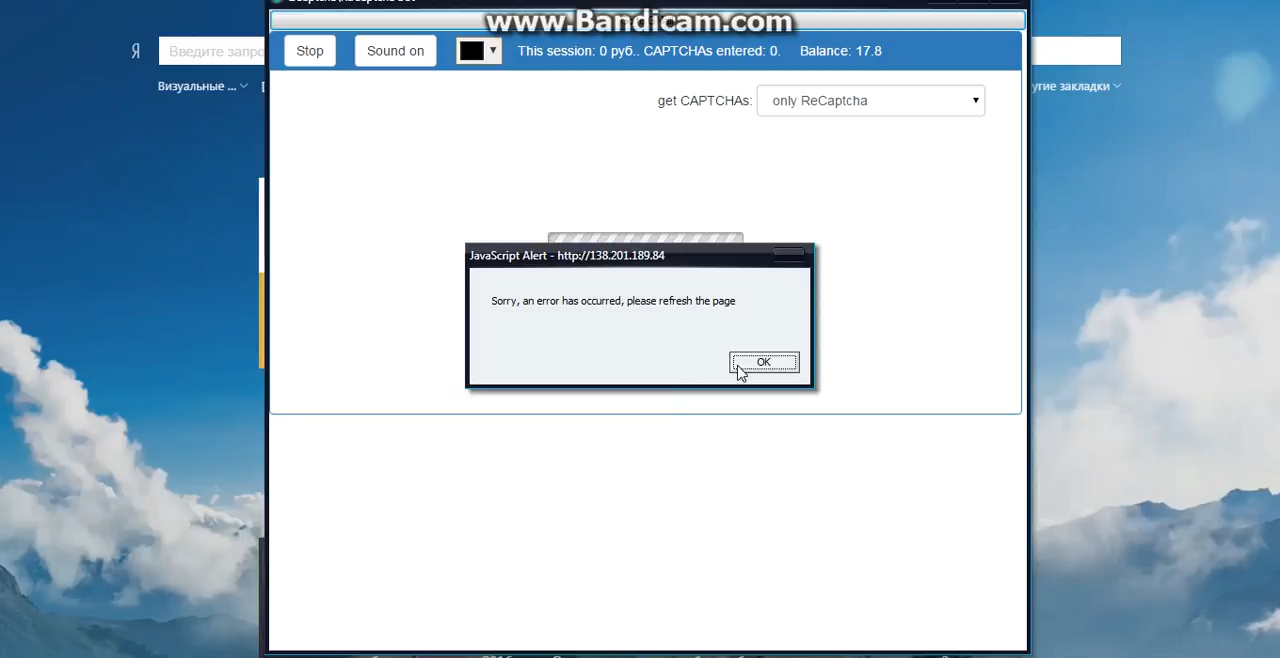 www.Bandicam.com
Stop
Sound on
This session: 0 руб.. CAPTCHAs entered: 0.
Balance: 17.8
Я
Введите запро
Визуальные ...
ругие закладки
get CAPTCHAs:
only ReCaptcha
JavaScript Alert - http://138.201.189.84
Sorry, an error has occurred, please refresh the page
OK